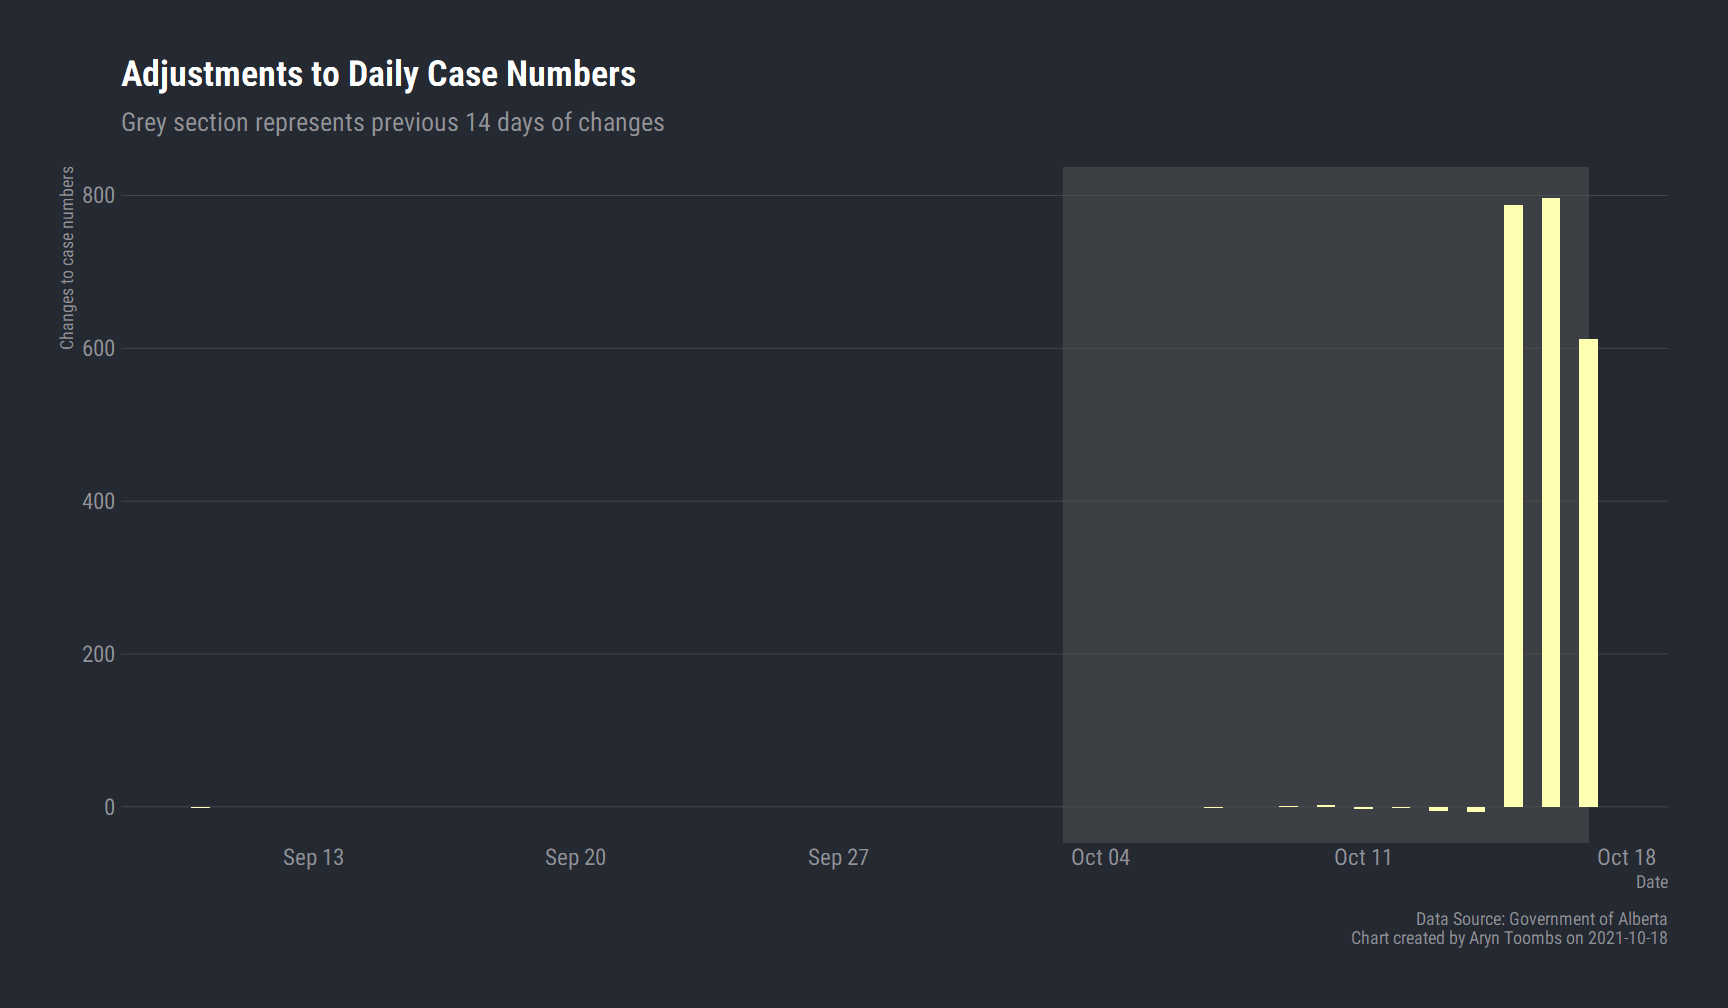 Adjustments to Daily Case Numbers
Grey section represents previous 14 days of changes
Changes to case numbers
800
600
400
200
0
Sep 13 Sep 20 Sep 27 Oct 04 Oct 11 Oct 18
Date
Data Source: Government of Alberta
Chart created by Aryn Toombs on 2021-10-18